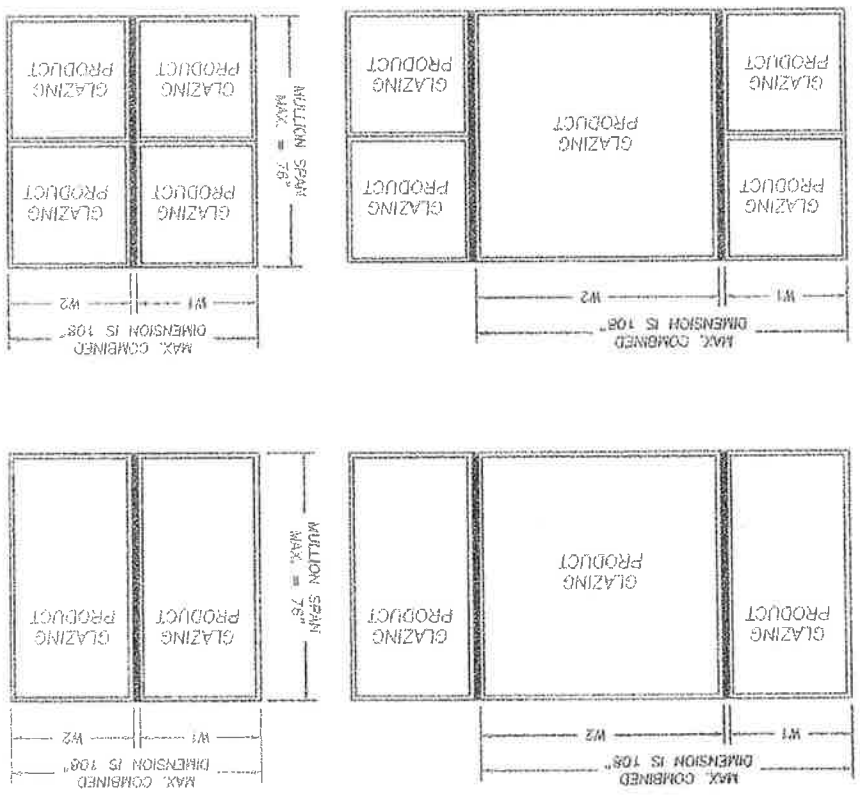 MAX. COMBINED
DIMENSION IS 108"
W1
W2
GLAZING
PRODUCT
GLAZING
PRODUCT
GLAZING
PRODUCT
MULLION SPAN
MAX. = 76"
MAX. COMBINED
DIMENSION IS 108"
W1
W2
GLAZING
PRODUCT
GLAZING
PRODUCT
MAX. COMBINED
DIMENSION IS 108"
W1
W2
GLAZING
PRODUCT
GLAZING
PRODUCT
GLAZING
PRODUCT
GLAZING
PRODUCT
GLAZING
PRODUCT
MULLION SPAN
MAX. = 76"
MAX. COMBINED
DIMENSION IS 108"
W1
W2
GLAZING
PRODUCT
GLAZING
PRODUCT
GLAZING
PRODUCT
GLAZING
PRODUCT